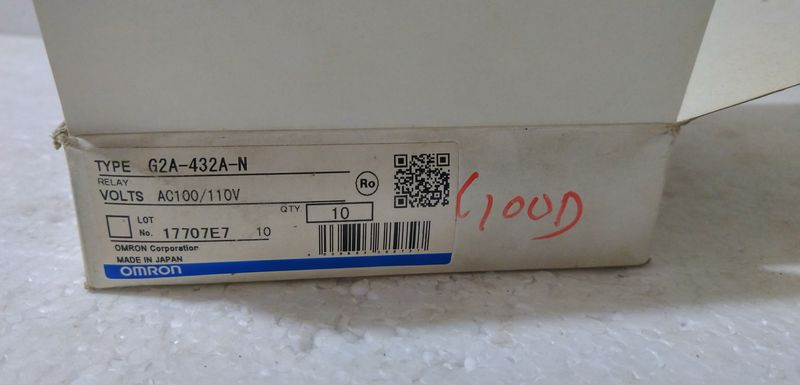 TYPE G2A-432A-N
RELAY
VOLTS AC100/110V
Ro
QTY. 10
LOT
No. 17707E7 10
OMRON Corporation
MADE IN JAPAN
OMRON
100D